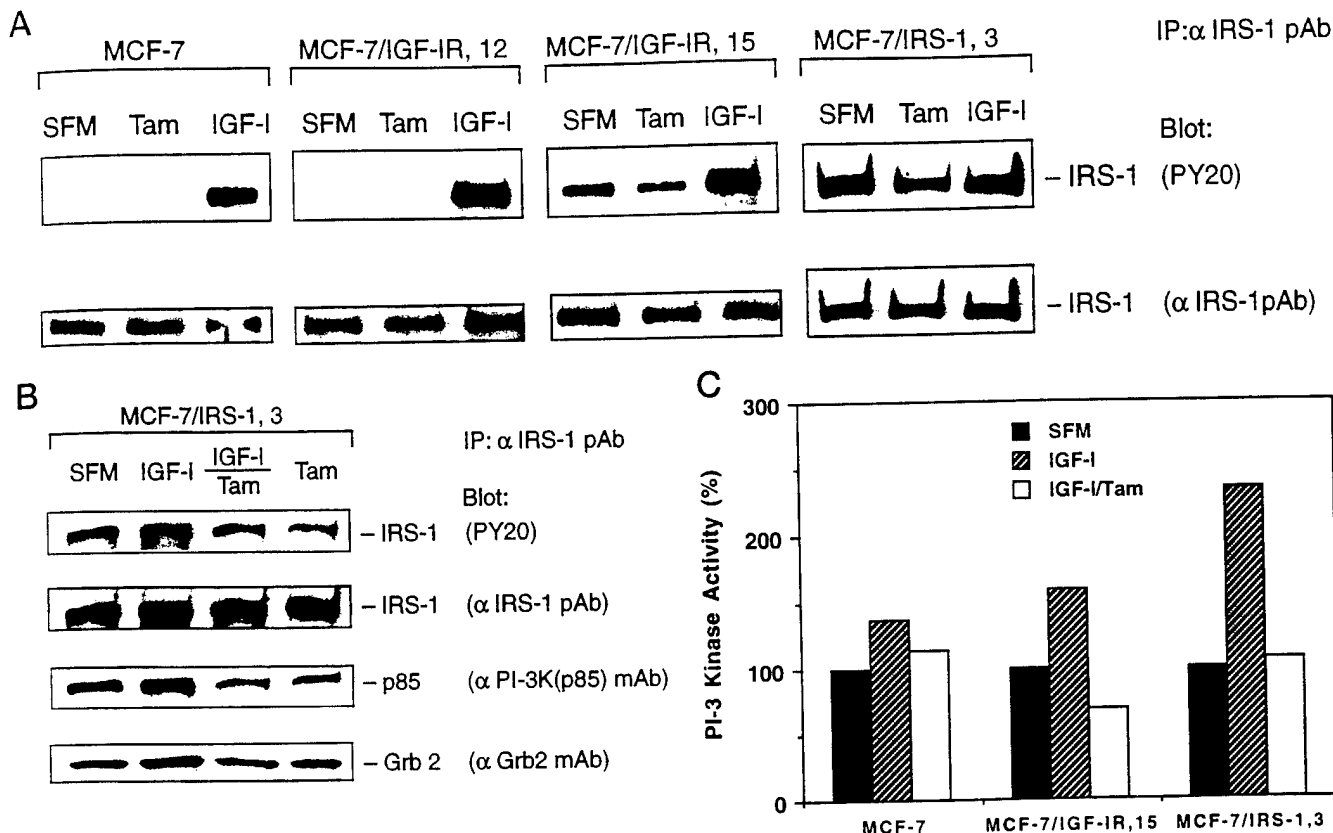 A
MCF-7 MCF-7/IGF-IR, 12 MCF-7/IGF-IR, 15 MCF-7/IRS-1, 3 IP:α IRS-1 pAb
SFM Tam IGF-I SFM Tam IGF-I SFM Tam IGF-I SFM Tam IGF-I Blot:
– IRS-1 (PY20)
– IRS-1 (α IRS-1pAb)
B
MCF-7/IRS-1, 3
IP: α IRS-1 pAb
SFM IGF-I IGF-I/Tam Tam
Blot:
– IRS-1 (PY20)
– IRS-1 (α IRS-1 pAb)
– p85 (α PI-3K(p85) mAb)
– Grb 2 (α Grb2 mAb)
C
PI-3 Kinase Activity (%)
300
200
100
0
SFM
IGF-I
IGF-I/Tam
MCF-7 MCF-7/IGF-IR,15 MCF-7/IRS-1,3